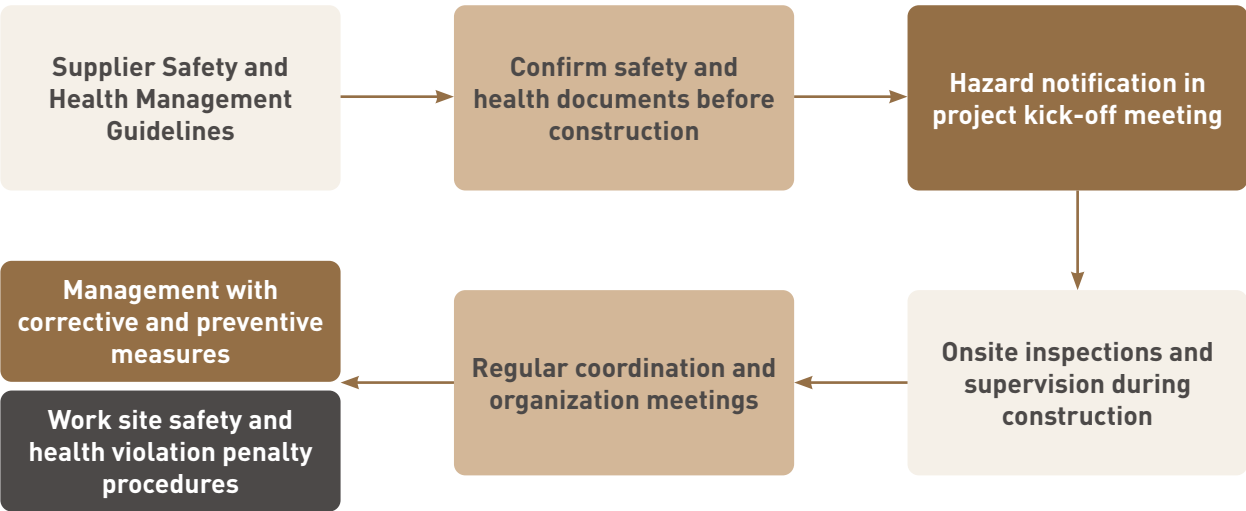 Supplier Safety and
Health Management
Guidelines
Confirm safety and
health documents before
construction
Hazard notification in
project kick-off meeting
Onsite inspections and
supervision during
construction
Regular coordination and
organization meetings
Management with
corrective and preventive
measures
Work site safety and
health violation penalty
procedures